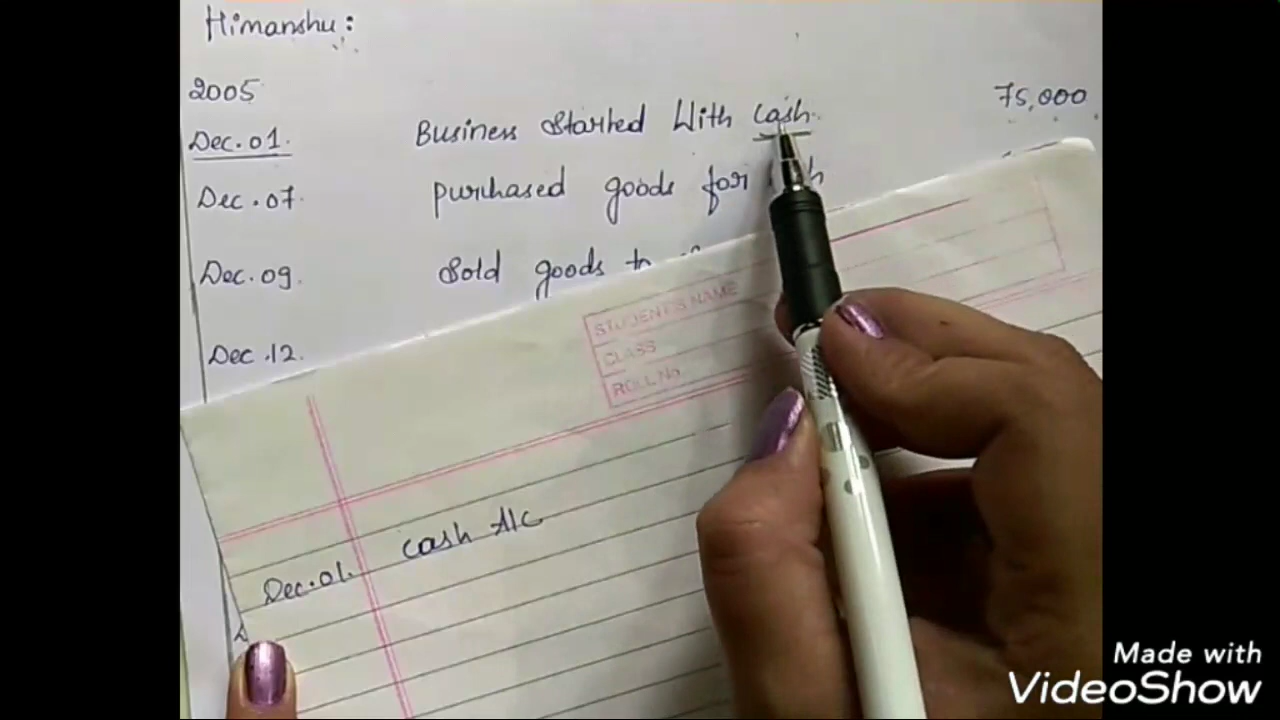 Himanshu:
2005
Dec. 01. Business Started With cash. 75,000
Dec. 07. purchased goods for
Dec. 09. Sold goods to
Dec. 12.
STUDENT'S NAME
CLASS
ROLL No.
Dec. 01. cash A/C
Made with
VideoShow